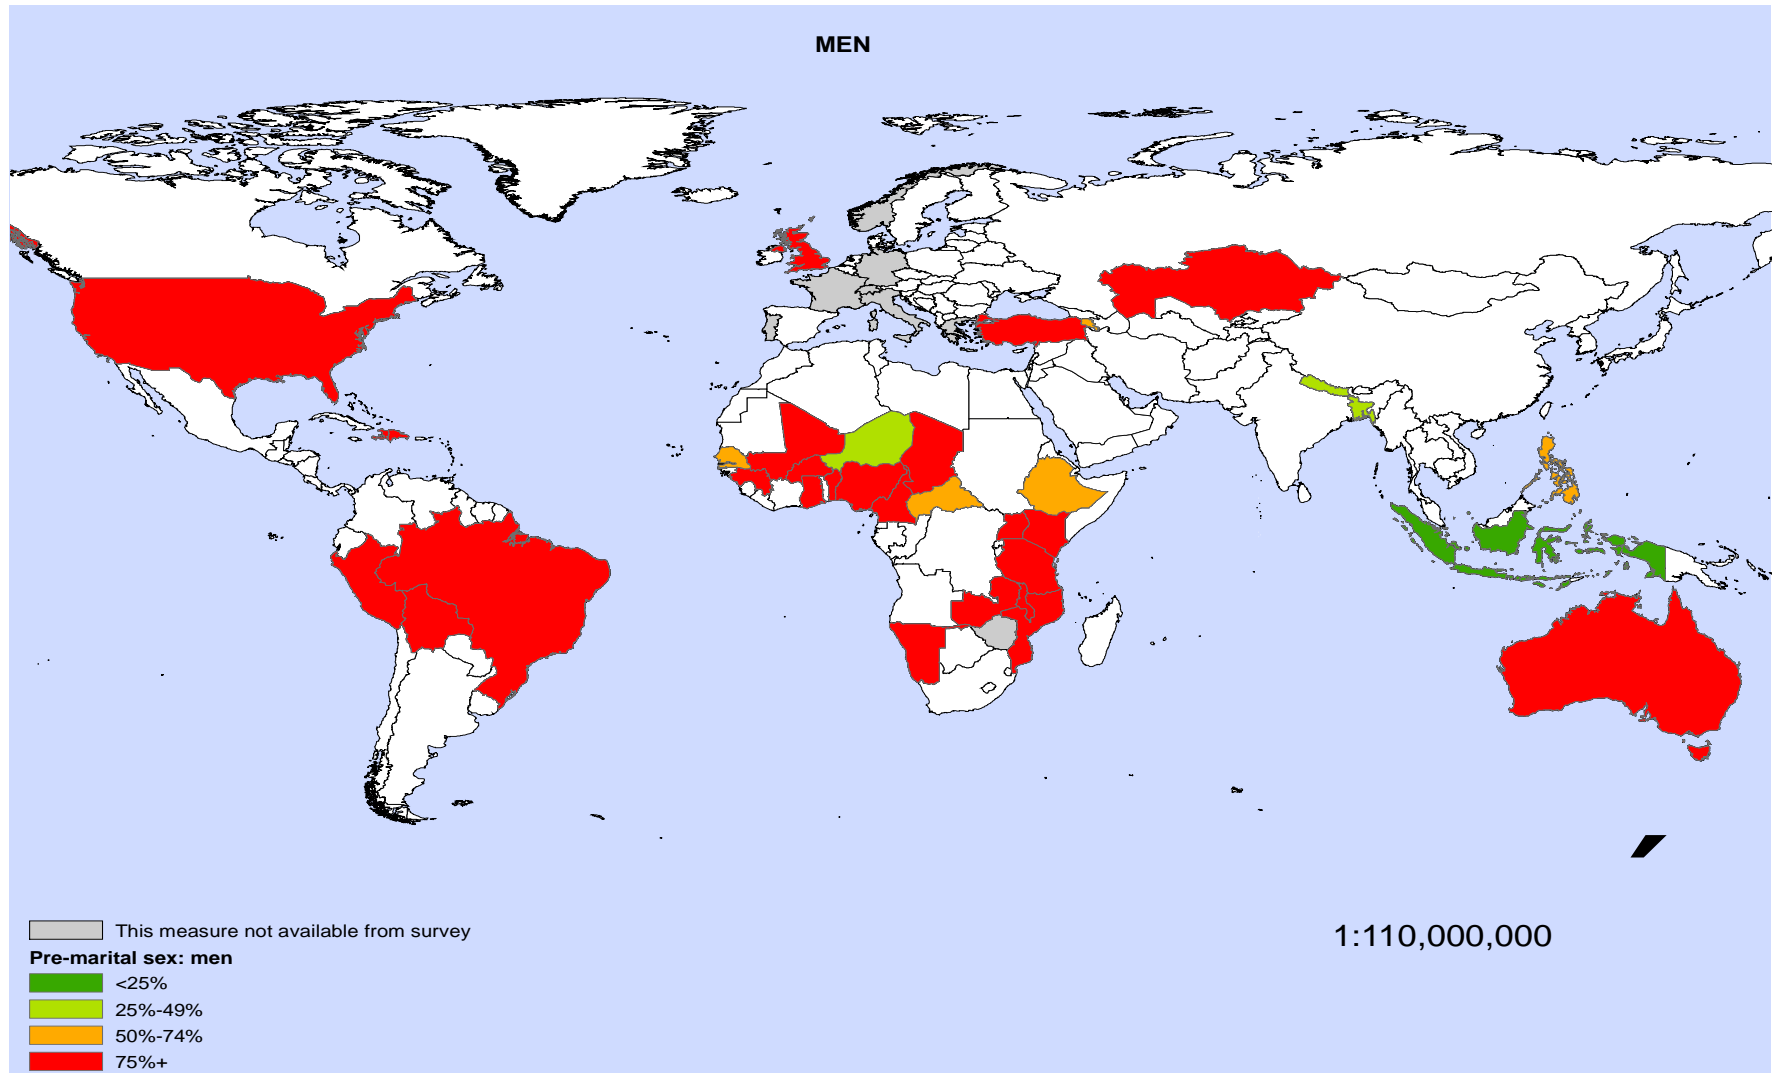 MEN
This measure not available from survey
1:110,000,000
Pre-marital sex: men
<25%
25%-49%
50%-74%
75%+